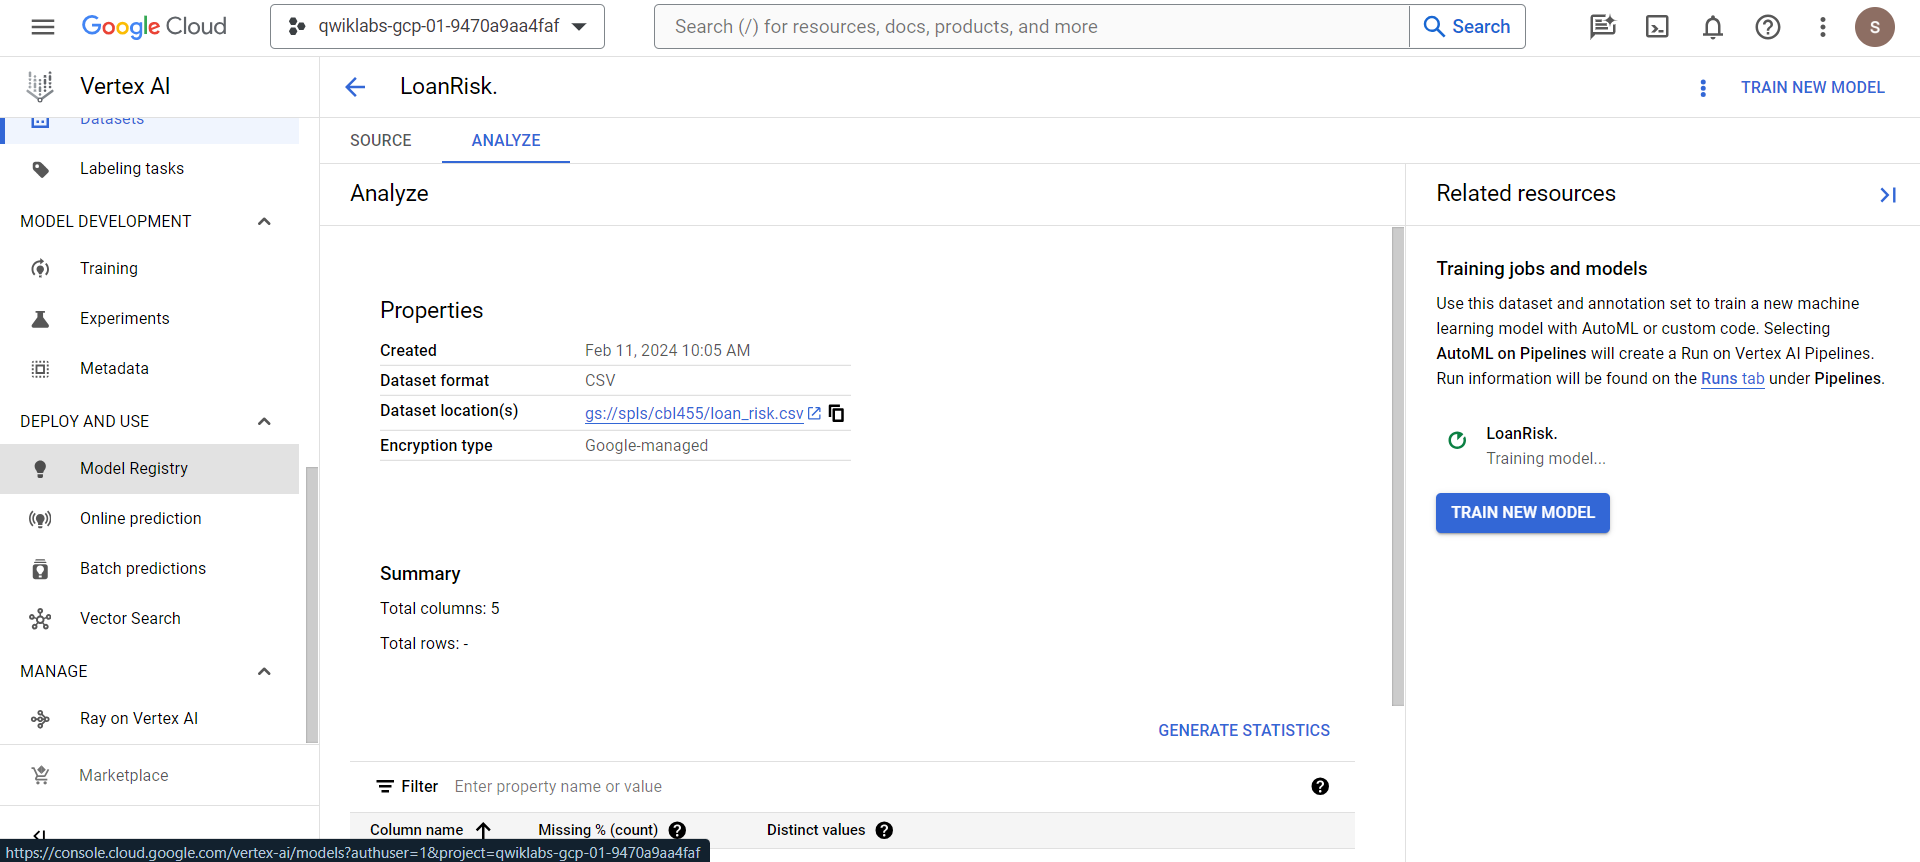 Google Cloud
qwiklabs-gcp-01-9470a9aa4faf
Search (/) for resources, docs, products, and more
Search
S
Vertex AI
LoanRisk.
TRAIN NEW MODEL
Datasets
Labeling tasks
MODEL DEVELOPMENT
Training
Experiments
Metadata
DEPLOY AND USE
Model Registry
Online prediction
Batch predictions
Vector Search
MANAGE
Ray on Vertex AI
Marketplace
SOURCE
ANALYZE
Analyze
Properties
Created Feb 11, 2024 10:05 AM
Dataset format CSV
Dataset location(s) gs://spls/cbl455/loan_risk.csv
Encryption type Google-managed
Summary
Total columns: 5
Total rows: -
GENERATE STATISTICS
Filter Enter property name or value
Column name Missing % (count) Distinct values
Related resources
Training jobs and models
Use this dataset and annotation set to train a new machine
learning model with AutoML or custom code. Selecting
AutoML on Pipelines will create a Run on Vertex AI Pipelines.
Run information will be found on the Runs tab under Pipelines.
LoanRisk.
Training model...
TRAIN NEW MODEL
https://console.cloud.google.com/vertex-ai/models?authuser=1&project=qwiklabs-gcp-01-9470a9aa4faf